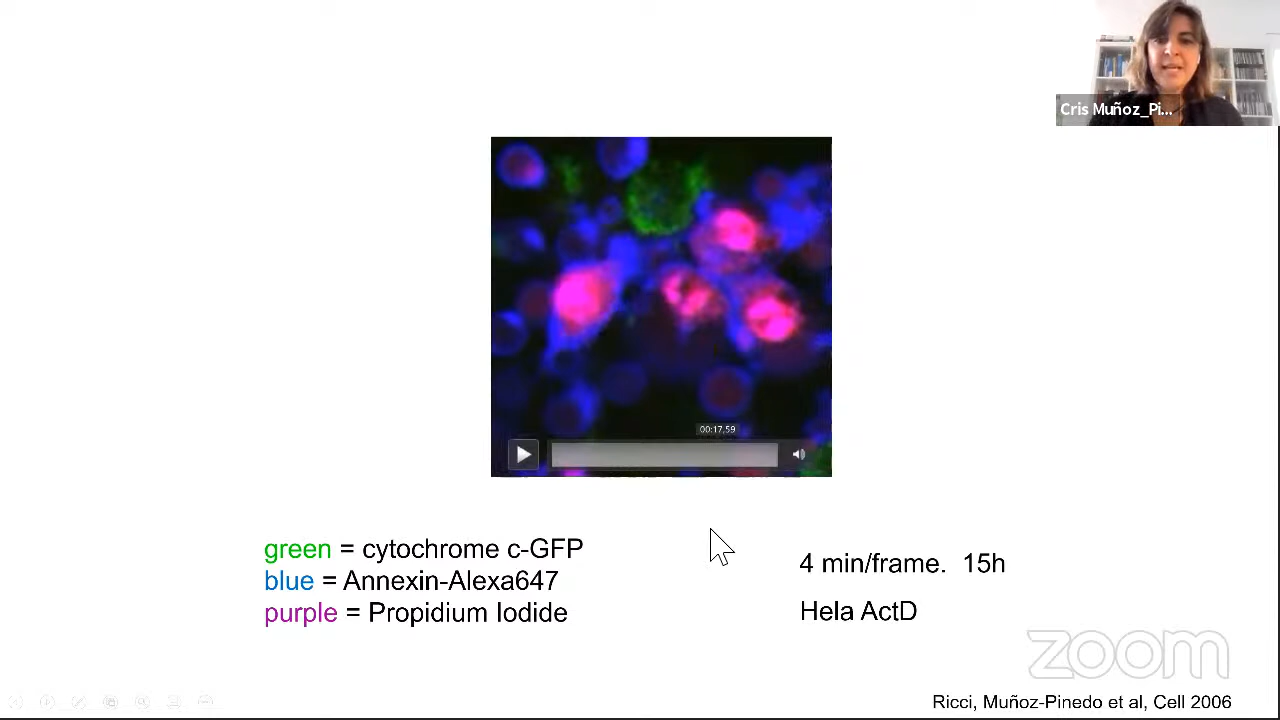 Cris Muñoz_Pi...
00:17,59
green = cytochrome c-GFP
blue = Annexin-Alexa647
purple = Propidium Iodide
4 min/frame. 15h
Hela ActD
zoom
Ricci, Muñoz-Pinedo et al, Cell 2006